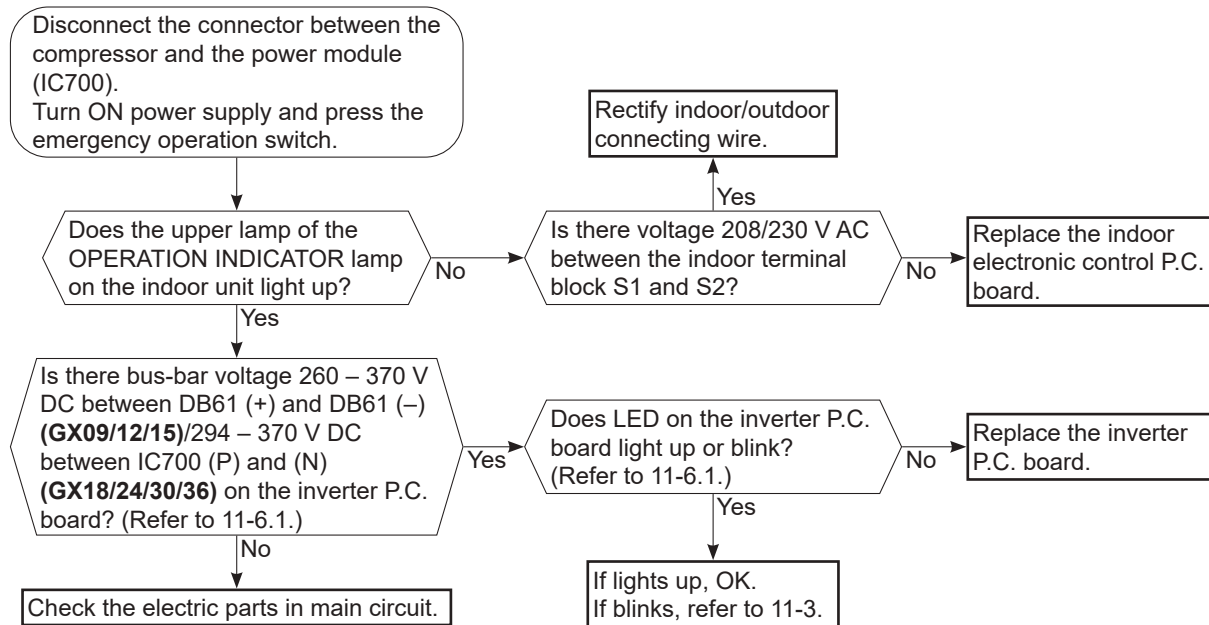 Disconnect the connector between the
compressor and the power module
(IC700).
Turn ON power supply and press the
emergency operation switch.
Rectify indoor/outdoor
connecting wire.
Yes
Does the upper lamp of the
OPERATION INDICATOR lamp
on the indoor unit light up?
No
Is there voltage 208/230 V AC
between the indoor terminal
block S1 and S2?
No
Replace the indoor
electronic control P.C.
board.
Yes
Is there bus-bar voltage 260 – 370 V
DC between DB61 (+) and DB61 (–)
(GX09/12/15)/294 – 370 V DC
between IC700 (P) and (N)
(GX18/24/30/36) on the inverter P.C.
board? (Refer to 11-6.1.)
Yes
Does LED on the inverter P.C.
board light up or blink?
(Refer to 11-6.1.)
No
Replace the inverter
P.C. board.
No
Yes
Check the electric parts in main circuit.
If lights up, OK.
If blinks, refer to 11-3.